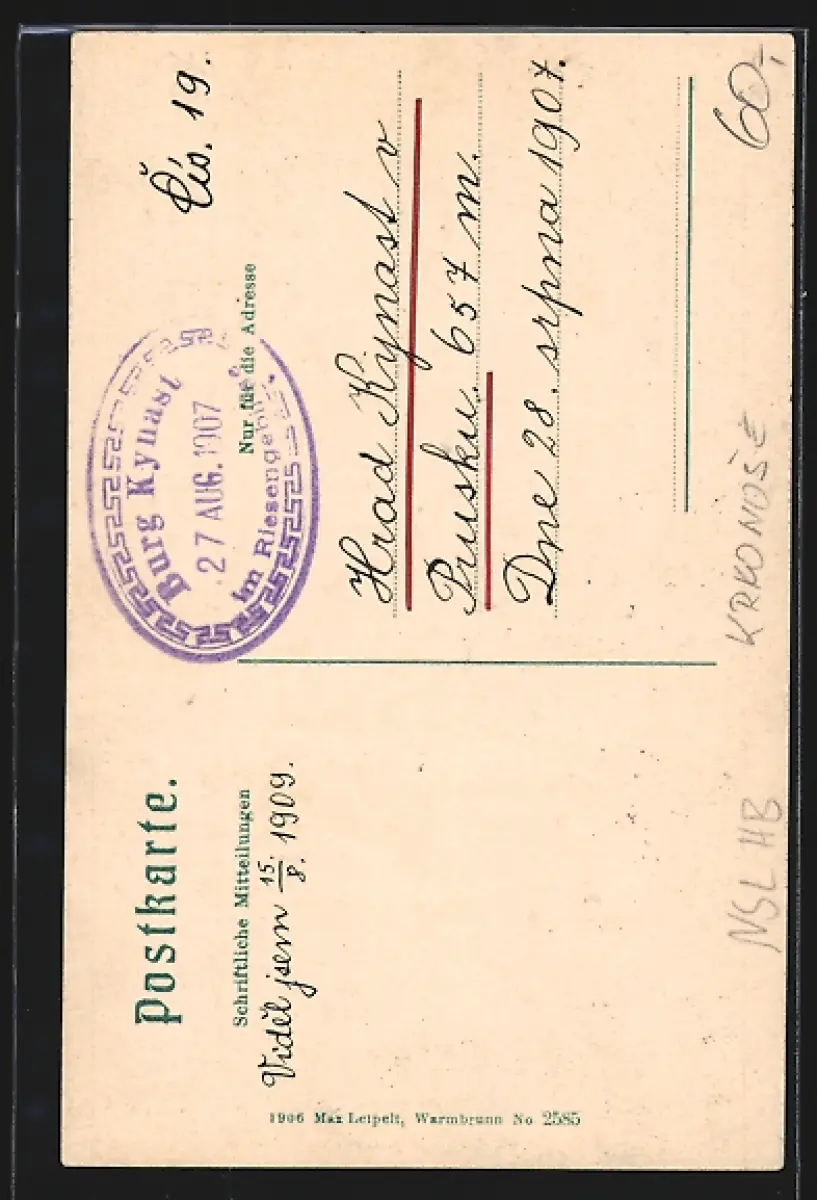 Postkarte.
Schriftliche Mitteilungen
Viděl jsem 15./8. 1909.
1906 Max Leipelt, Warmbrunn No 2585
Čís. 19.
Burg Kynast
27 AUG. 1907
im Riesengebirge.
Nur für die Adresse
Hrad Kynast v
Prusku. 657 m.
Dne 28. srpna 1907.
60,-
KRKONOŠE
NSL HB